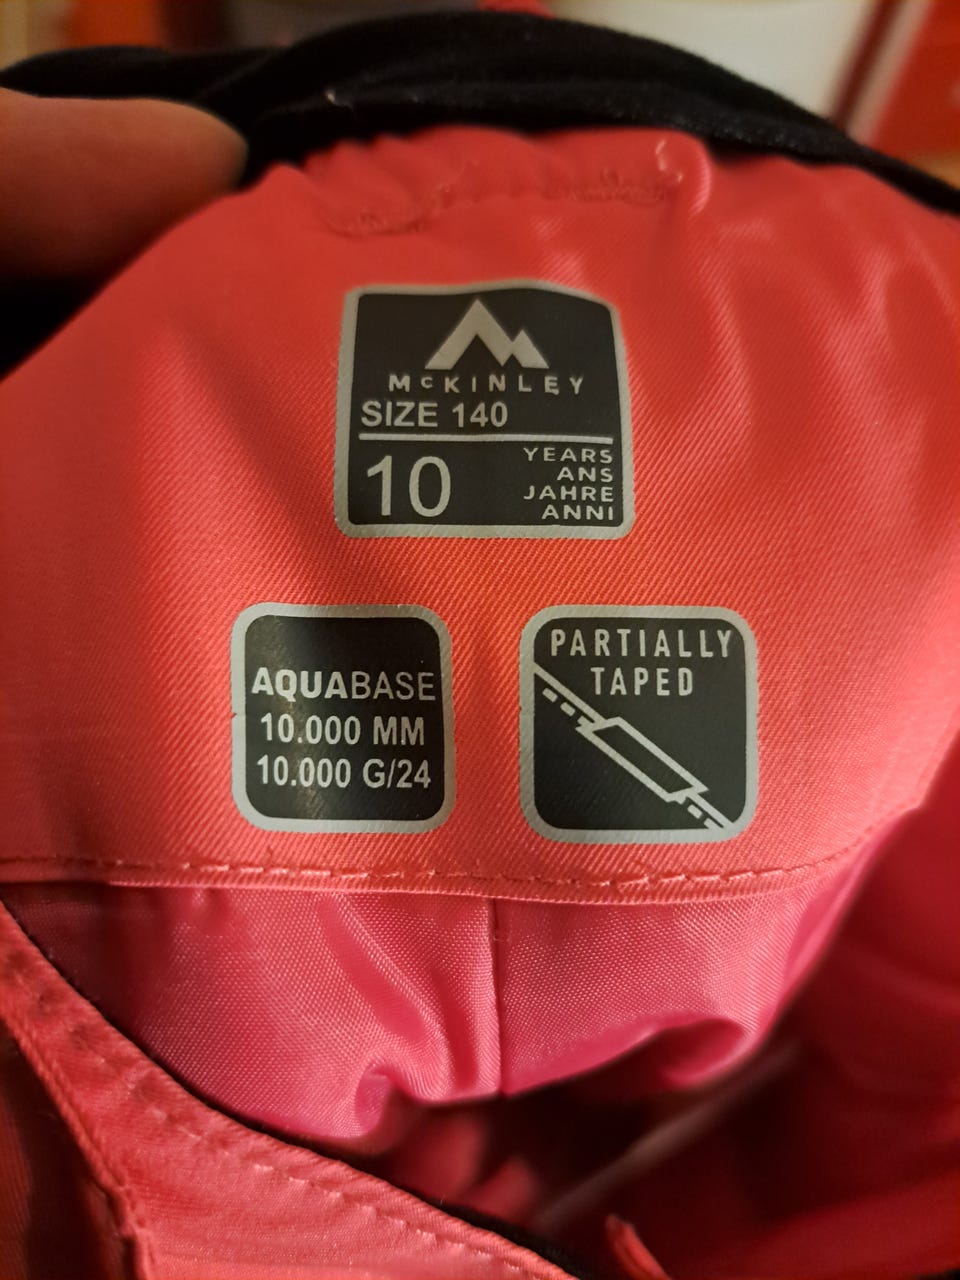 McKINLEY
SIZE 140
10
YEARS
ANS
JAHRE
ANNI
AQUABASE
10.000 MM
10.000 G/24
PARTIALLY
TAPED